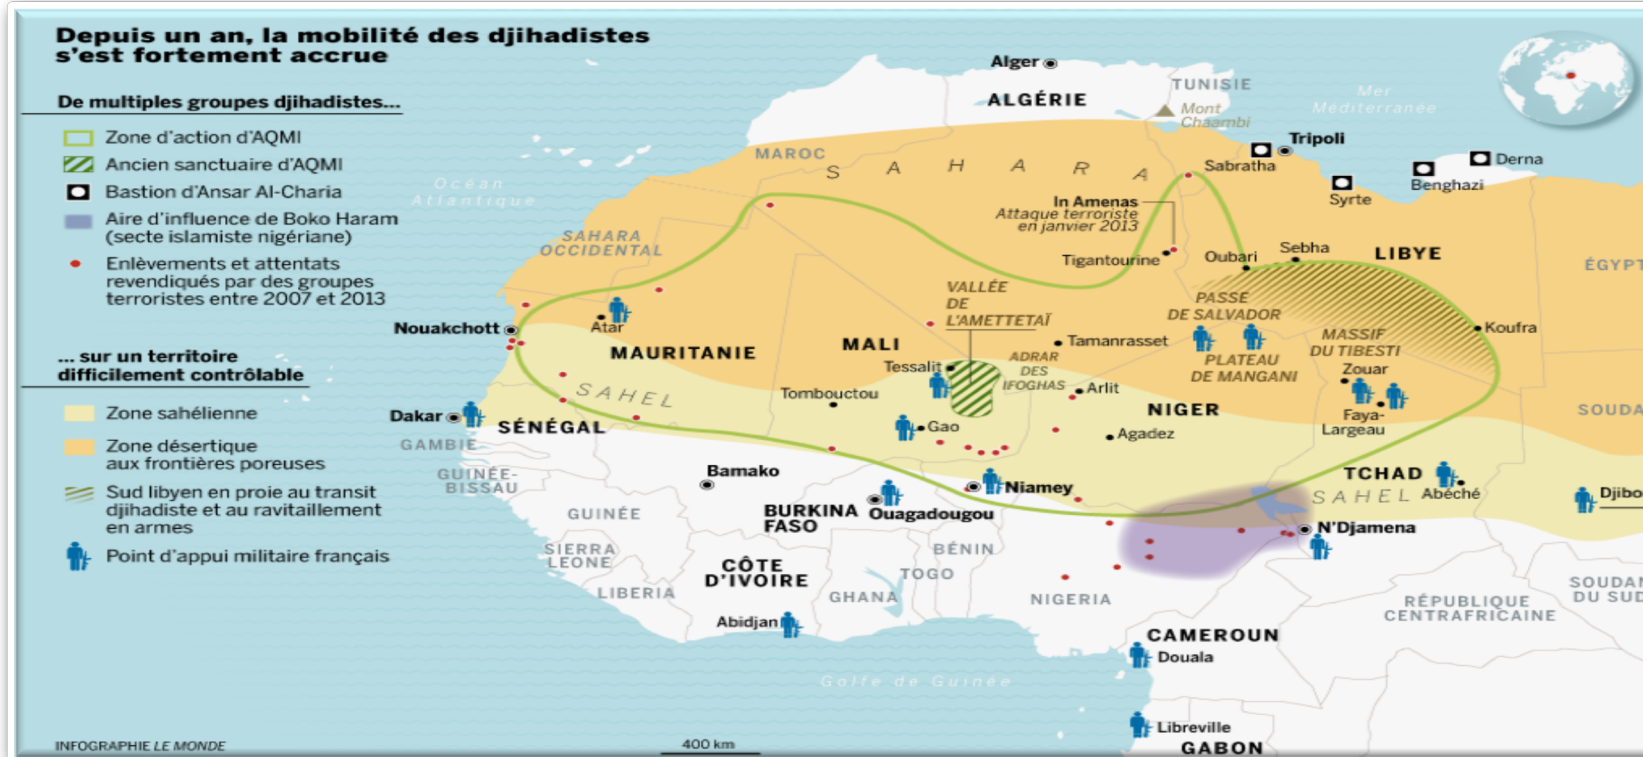 Depuis un an, la mobilité des djihadistes
s'est fortement accrue
De multiples groupes djihadistes...
Zone d'action d'AQMI
Ancien sanctuaire d'AQMI
Bastion d'Ansar Al-Charia
Aire d'influence de Boko Haram
(secte islamiste nigériane)
Enlèvements et attentats
revendiqués par des groupes
terroristes entre 2007 et 2013
... sur un territoire
difficilement contrôlable
Zone sahélienne
Zone désertique
aux frontières poreuses
Sud libyen en proie au transit
djihadiste et au ravitaillement
en armes
Point d'appui militaire français
INFOGRAPHIE LE MONDE
400 km
Océan
Atlantique
Alger
ALGÉRIE
TUNISIE
Mont
Chaambi
Mer
Méditerranée
MAROC
SAHARA
Tripoli
Sabratha
Derna
Benghazi
Syrte
In Amenas
Attaque terroriste
en janvier 2013
Tigantourine
Oubari
Sebha
LIBYE
ÉGYPT
SAHARA
OCCIDENTAL
VALLÉE
DE
L'AMETTETAÏ
PASSE
DE SALVADOR
Nouakchott
Atar
MAURITANIE
MALI
Tamanrasset
PLATEAU
DE MANGANI
MASSIF
DU TIBESTI
Koufra
Tessalit
ADRAR
DES
IFOGHAS
Arlit
Zouar
Faya-
Largeau
SAHEL
Tombouctou
NIGER
SOUDA
Dakar
SÉNÉGAL
Gao
Agadez
GAMBIE
GUINÉE-
BISSAU
Bamako
Niamey
TCHAD
SAHEL
Abéché
Djibo
BURKINA
FASO
Ouagadougou
N'Djamena
GUINÉE
SIERRA
LEONE
BÉNIN
TOGO
CÔTE
D'IVOIRE
LIBERIA
GHANA
NIGERIA
SOUDAN
DU SUD
RÉPUBLIQUE
CENTRAFRICAINE
Abidjan
CAMEROUN
Douala
Golfe de Guinée
Libreville
GABON